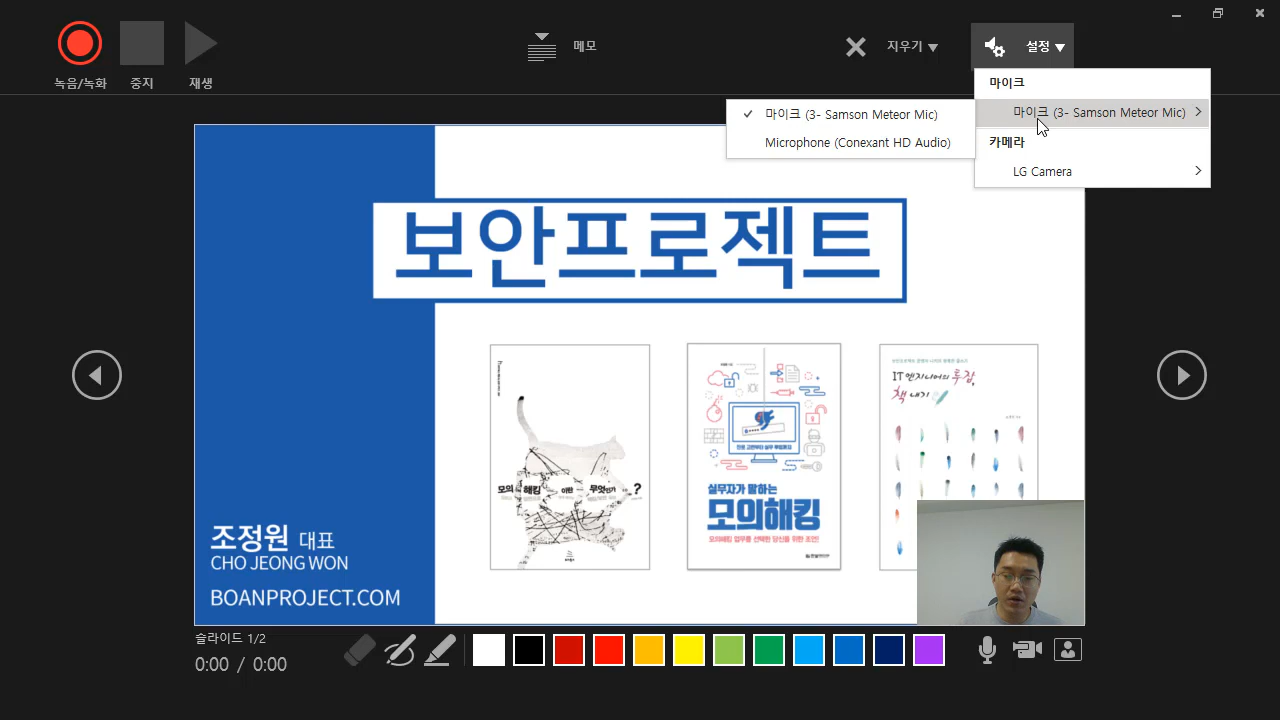 녹음/녹화
중지
재생
메모
지우기
설정
마이크
마이크 (3- Samson Meteor Mic)
카메라
LG Camera
마이크 (3- Samson Meteor Mic)
Microphone (Conexant HD Audio)
보안프로젝트
모의 해킹 이란 무엇인가 ?
실무자가 말하는
모의해킹
모의해킹 업무를 선택한 당신을 위한 조언!
IT 엔지니어의 투잡,
책 내기
조정원 대표
CHO JEONG WON
BOANPROJECT.COM
슬라이드 1/2
0:00 / 0:00